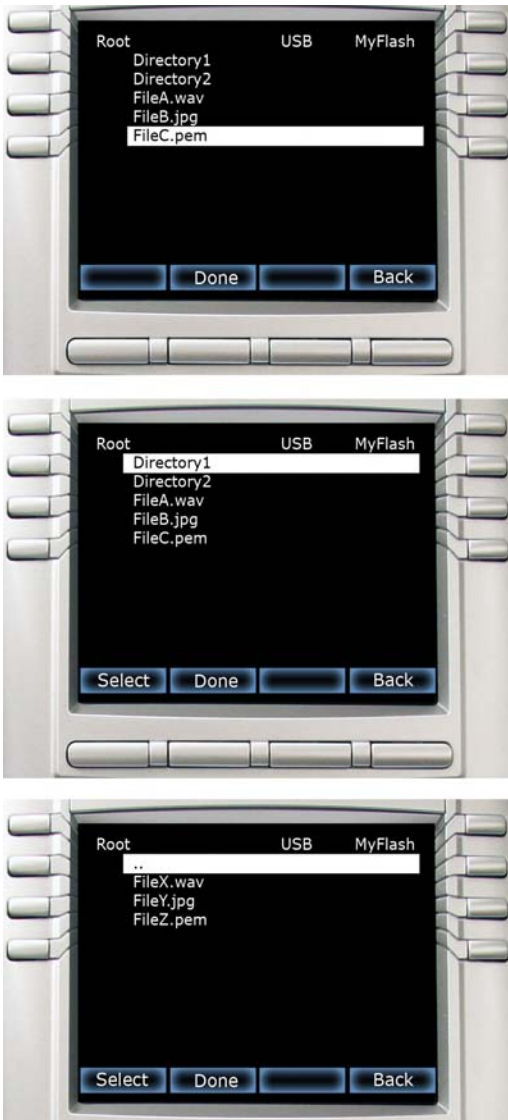 Root USB MyFlash
Directory1
Directory2
FileA.wav
FileB.jpg
FileC.pem
Done Back
Root USB MyFlash
Directory1
Directory2
FileA.wav
FileB.jpg
FileC.pem
Select Done Back
Root USB MyFlash
..
FileX.wav
FileY.jpg
FileZ.pem
Select Done Back